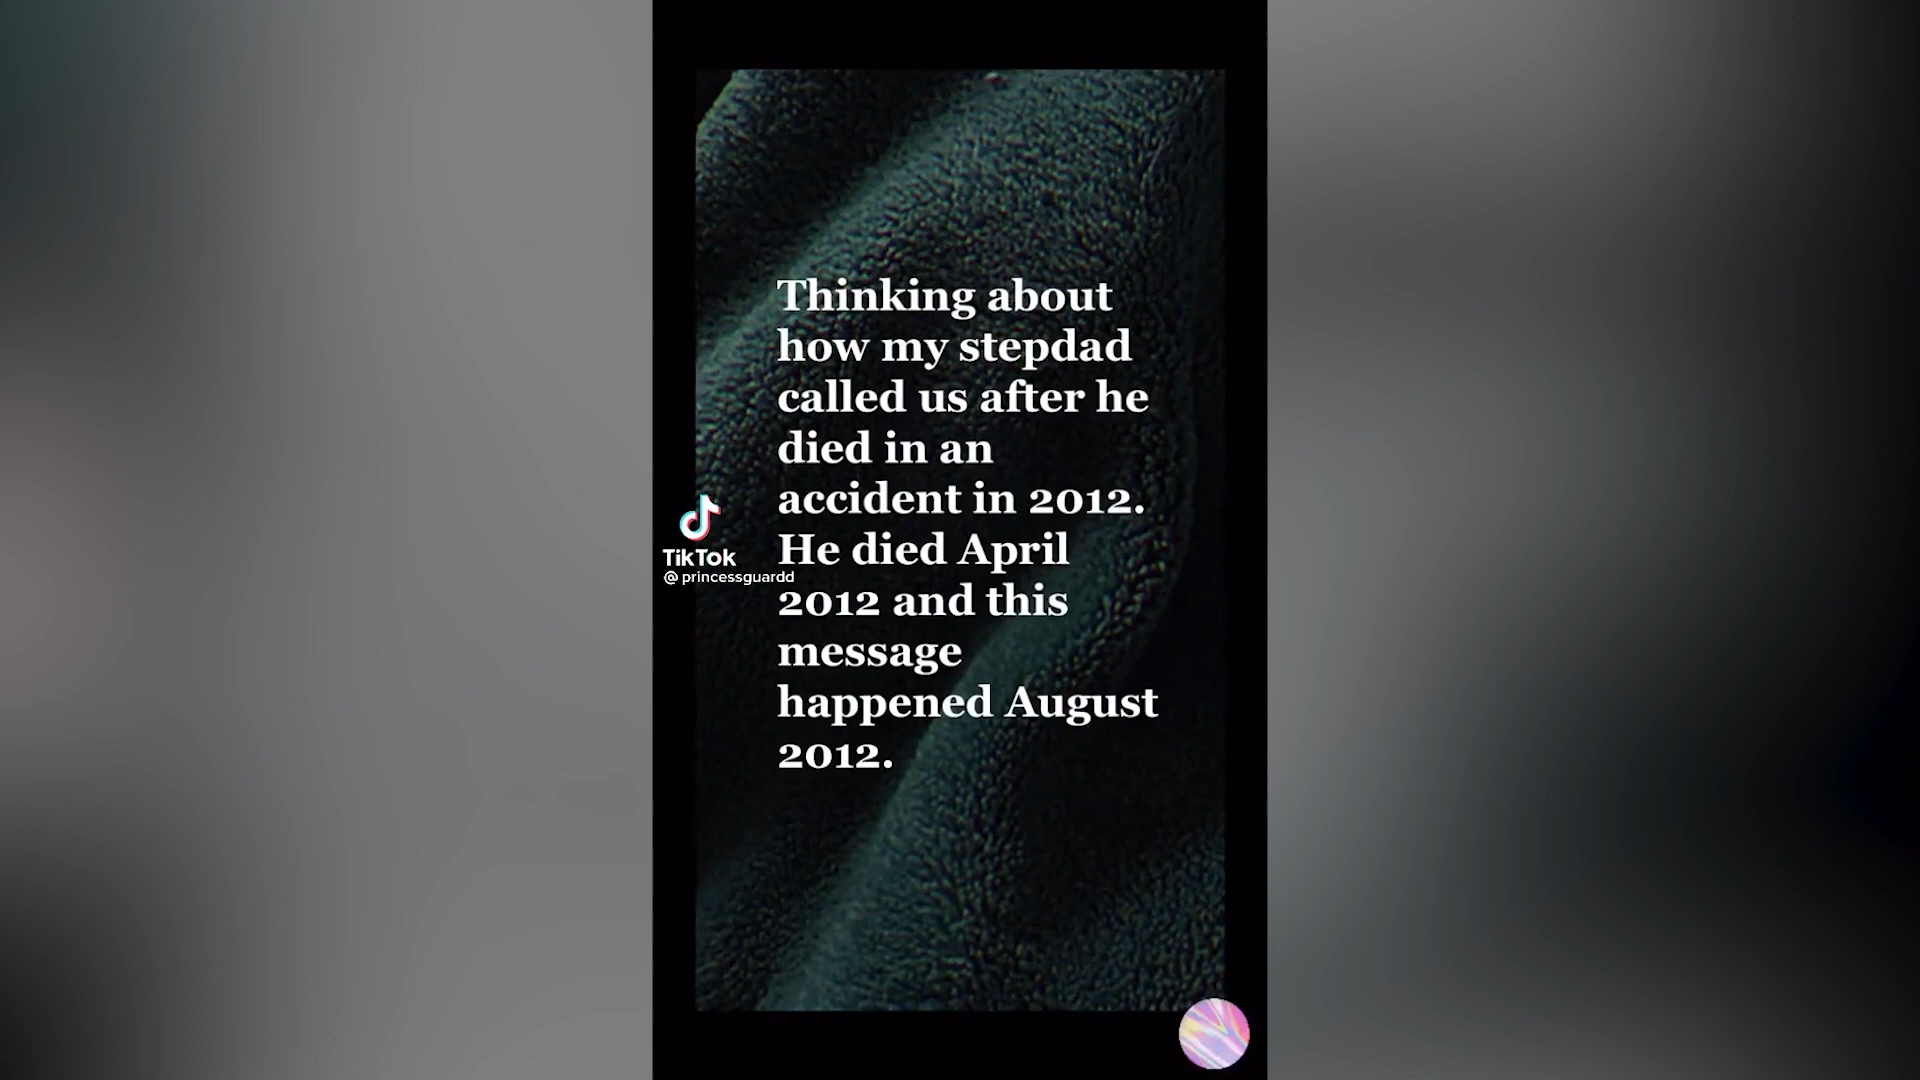 Thinking about
how my stepdad
called us after he
died in an
accident in 2012.
He died April
2012 and this
message
happened August
2012.
TikTok
@ princessguardd